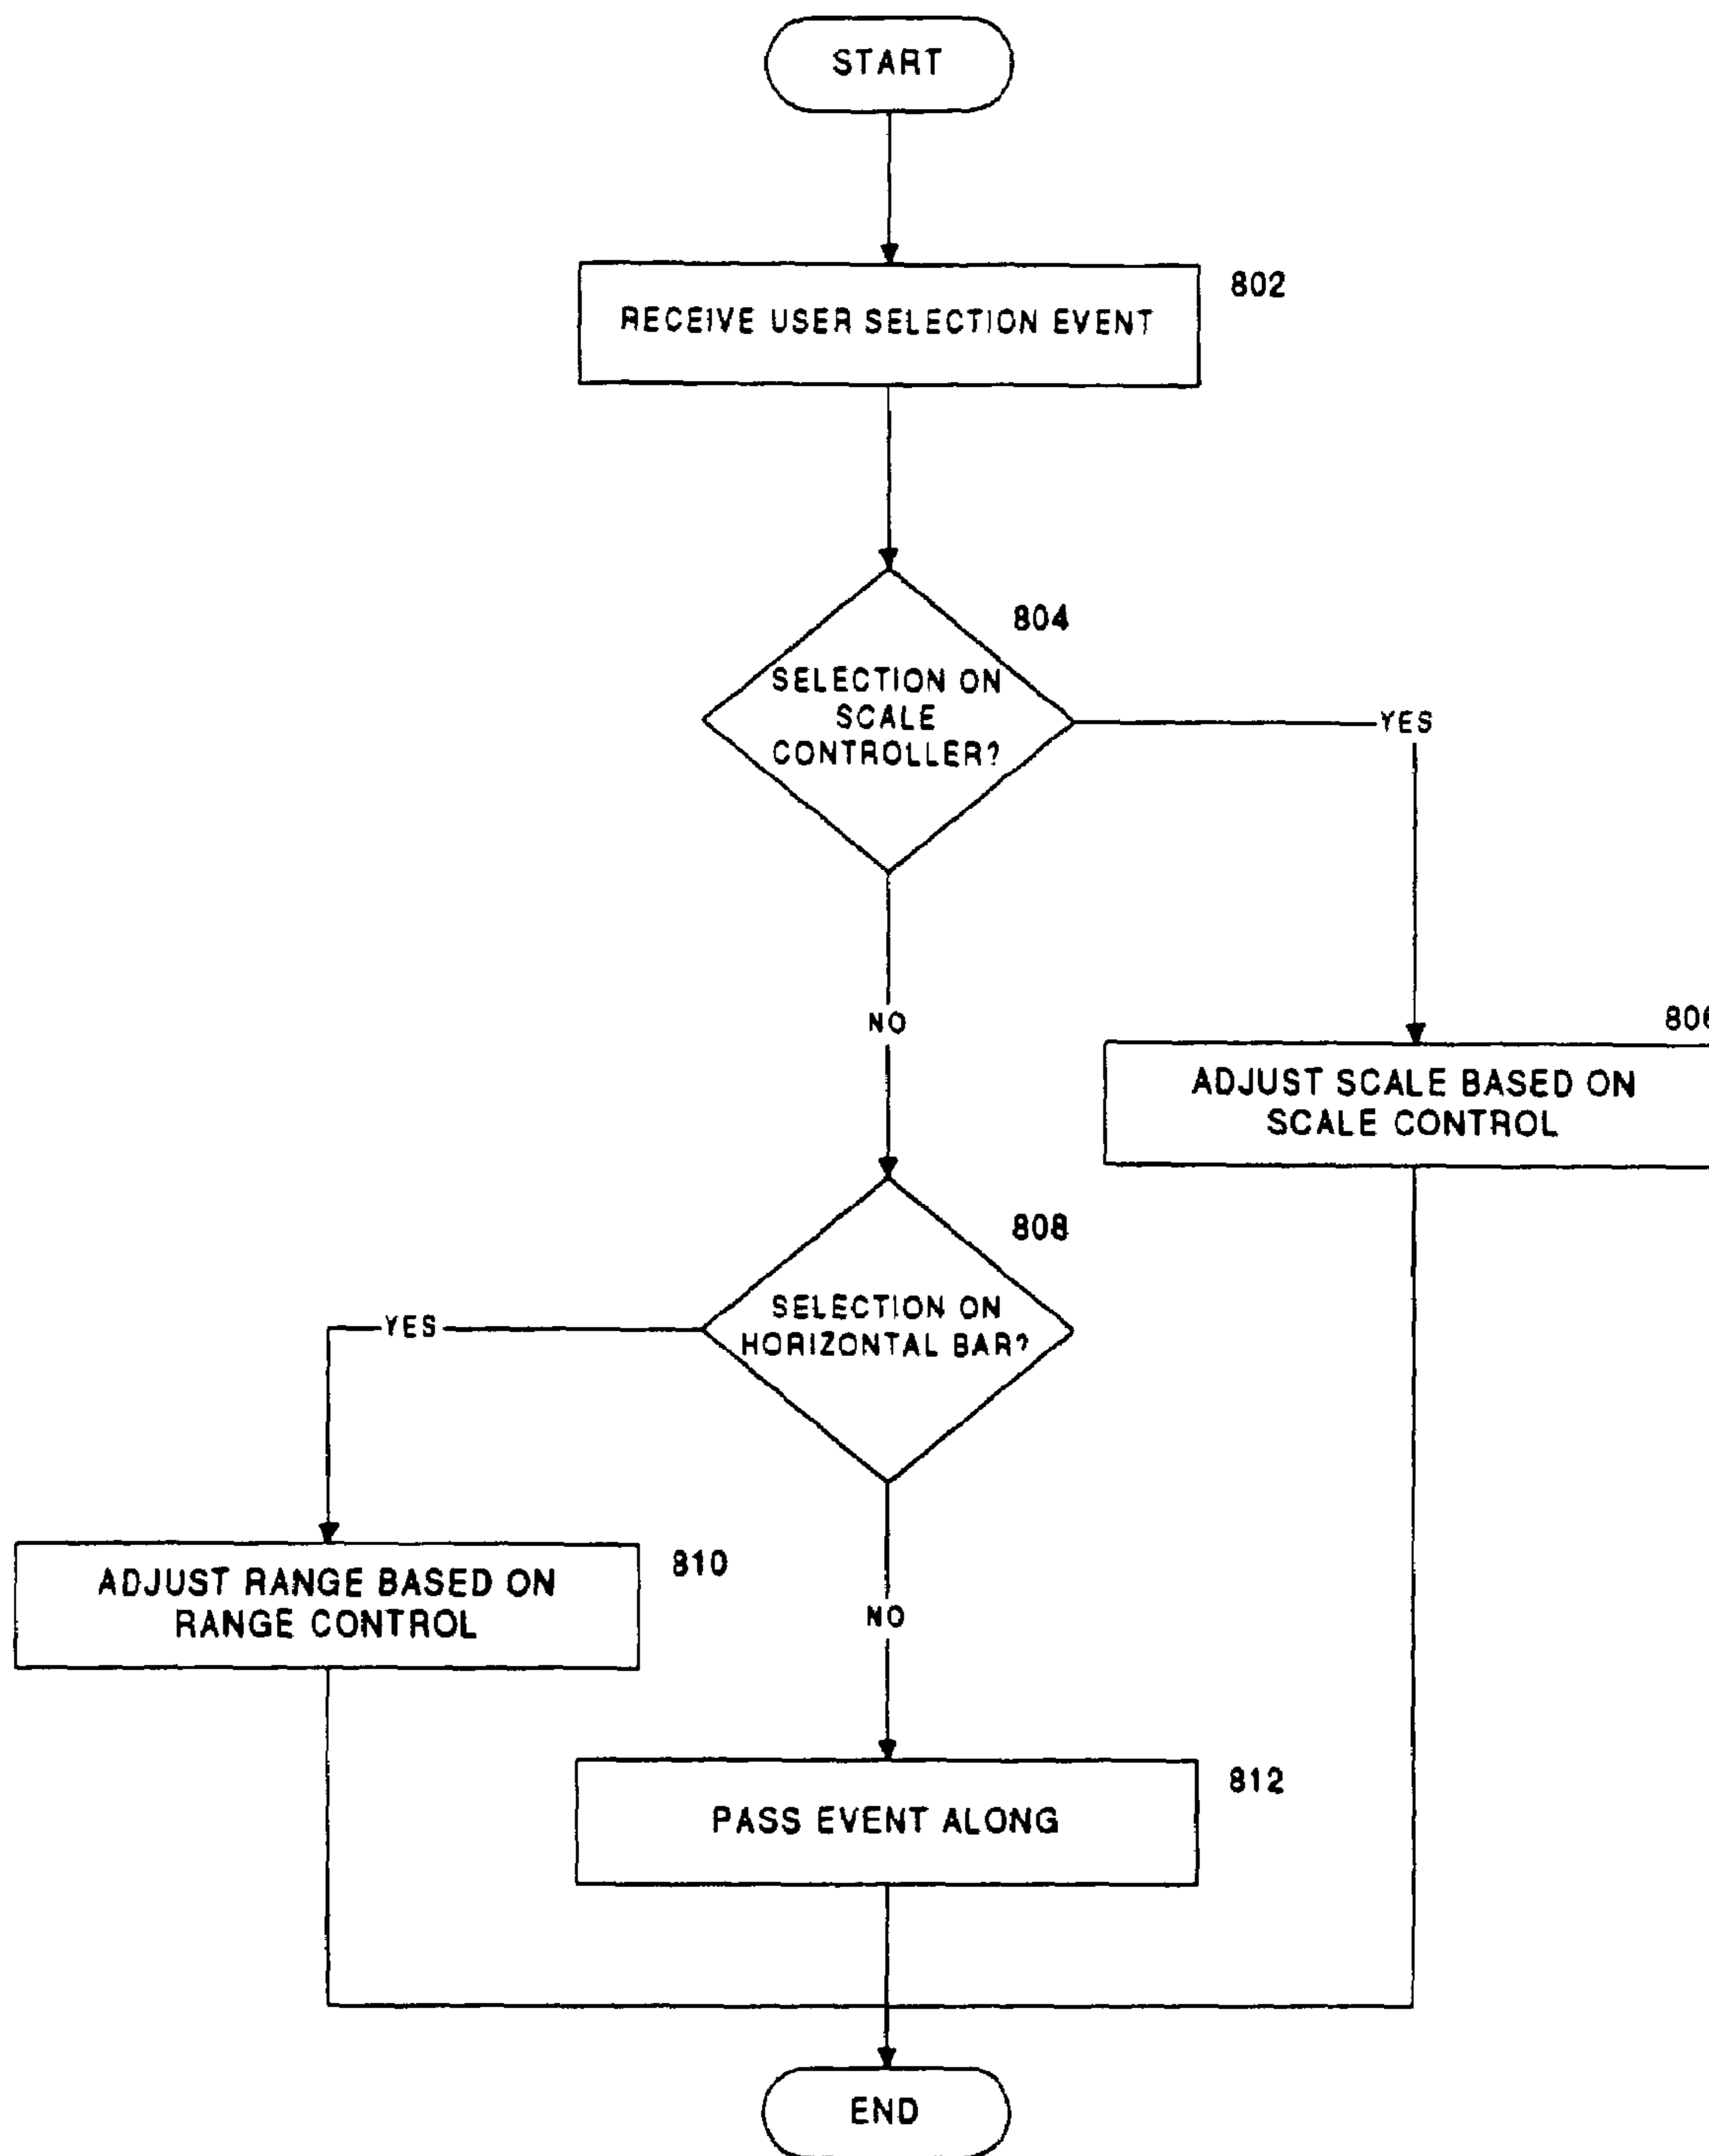 START
802
RECEIVE USER SELECTION EVENT
804
SELECTION ON
SCALE
CONTROLLER?
YES
NO
806
ADJUST SCALE BASED ON
SCALE CONTROL
808
SELECTION ON
HORIZONTAL BAR?
YES
810
ADJUST RANGE BASED ON
RANGE CONTROL
NO
812
PASS EVENT ALONG
END